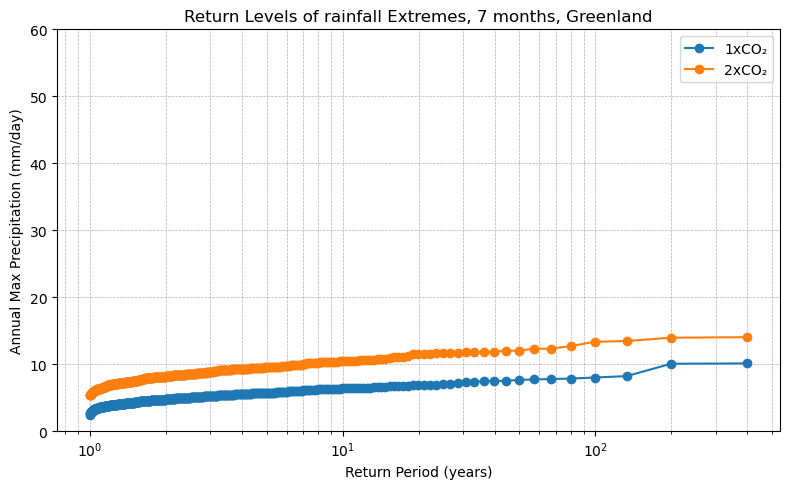 Return Levels of rainfall Extremes, 7 months, Greenland
1xCO₂
2xCO₂
Annual Max Precipitation (mm/day)
60
50
40
30
20
10
0
10⁰
10¹
10²
Return Period (years)